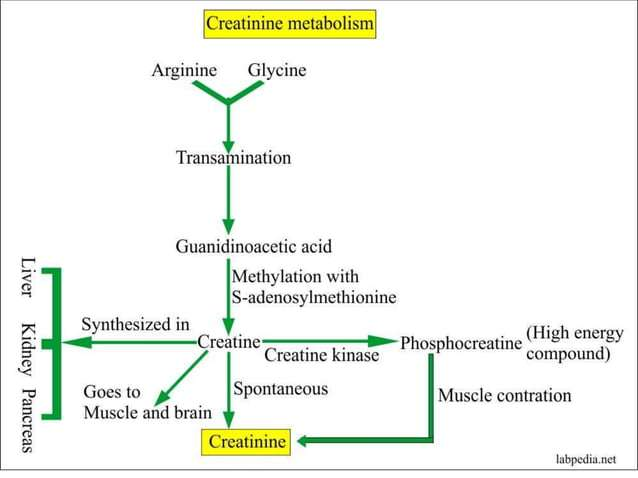 Creatinine metabolism
Arginine
Glycine
Transamination
Guanidinoacetic acid
Methylation with
S-adenosylmethionine
Liver
Kidney
Pancreas
Synthesized in
Creatine
Creatine kinase
Phosphocreatine
(High energy
compound)
Goes to
Muscle and brain
Spontaneous
Muscle contration
Creatinine
labpedia.net